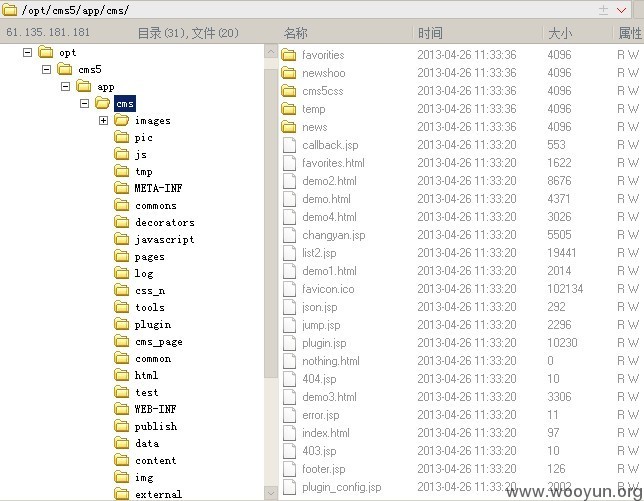 /opt/cms5/app/cms/
61.135.181.181 目录(31),文件(20) 名称 时间 大小 属性
opt
cms5
app
cms
images
pic
js
tmp
META-INF
commons
decorators
javascript
pages
log
css_n
tools
plugin
cms_page
common
html
test
WEB-INF
publish
data
content
img
external
favorities 2013-04-26 11:33:36 4096 R W
newshoo 2013-04-26 11:33:36 4096 R W
cms5css 2013-04-26 11:33:36 4096 R W
temp 2013-04-26 11:33:36 4096 R W
news 2013-04-26 11:33:36 4096 R W
callback.jsp 2013-04-26 11:33:20 553 R W
favorites.html 2013-04-26 11:33:20 1622 R W
demo2.html 2013-04-26 11:33:20 8676 R W
demo.html 2013-04-26 11:33:20 4371 R W
demo4.html 2013-04-26 11:33:20 3026 R W
changyan.jsp 2013-04-26 11:33:20 5505 R W
list2.jsp 2013-04-26 11:33:20 19441 R W
demo1.html 2013-04-26 11:33:20 2014 R W
favicon.ico 2013-04-26 11:33:20 102134 R W
json.jsp 2013-04-26 11:33:20 292 R W
jump.jsp 2013-04-26 11:33:20 2296 R W
plugin.jsp 2013-04-26 11:33:20 10230 R W
nothing.html 2013-04-26 11:33:20 0 R W
404.jsp 2013-04-26 11:33:20 10 R W
demo3.html 2013-04-26 11:33:20 3306 R W
error.jsp 2013-04-26 11:33:20 11 R W
index.html 2013-04-26 11:33:20 97 R W
403.jsp 2013-04-26 11:33:20 10 R W
footer.jsp 2013-04-26 11:33:20 126 R W
plugin_config.jsp 2013-04-26 11:33:20 2002 R W
www.wooyun.org